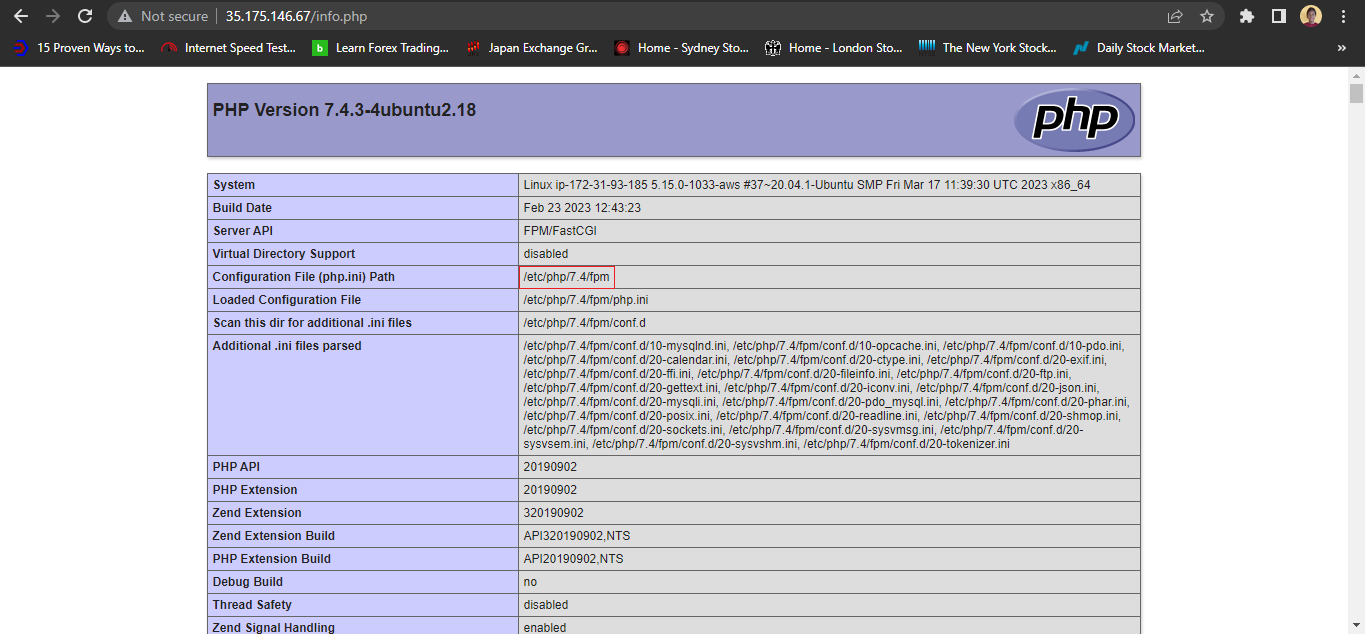 Not secure | 35.175.146.67/info.php
15 Proven Ways to... Internet Speed Test... b Learn Forex Trading... Japan Exchange Gr... Home - Sydney Sto... Home - London Sto... The New York Stock... Daily Stock Market... »
PHP Version 7.4.3-4ubuntu2.18
php
System Linux ip-172-31-93-185 5.15.0-1033-aws #37~20.04.1-Ubuntu SMP Fri Mar 17 11:39:30 UTC 2023 x86_64
Build Date Feb 23 2023 12:43:23
Server API FPM/FastCGI
Virtual Directory Support disabled
Configuration File (php.ini) Path /etc/php/7.4/fpm
Loaded Configuration File /etc/php/7.4/fpm/php.ini
Scan this dir for additional .ini files /etc/php/7.4/fpm/conf.d
Additional .ini files parsed /etc/php/7.4/fpm/conf.d/10-mysqlnd.ini, /etc/php/7.4/fpm/conf.d/10-opcache.ini, /etc/php/7.4/fpm/conf.d/10-pdo.ini,
/etc/php/7.4/fpm/conf.d/20-calendar.ini, /etc/php/7.4/fpm/conf.d/20-ctype.ini, /etc/php/7.4/fpm/conf.d/20-exif.ini,
/etc/php/7.4/fpm/conf.d/20-ffi.ini, /etc/php/7.4/fpm/conf.d/20-fileinfo.ini, /etc/php/7.4/fpm/conf.d/20-ftp.ini,
/etc/php/7.4/fpm/conf.d/20-gettext.ini, /etc/php/7.4/fpm/conf.d/20-iconv.ini, /etc/php/7.4/fpm/conf.d/20-json.ini,
/etc/php/7.4/fpm/conf.d/20-mysqli.ini, /etc/php/7.4/fpm/conf.d/20-pdo_mysql.ini, /etc/php/7.4/fpm/conf.d/20-phar.ini,
/etc/php/7.4/fpm/conf.d/20-posix.ini, /etc/php/7.4/fpm/conf.d/20-readline.ini, /etc/php/7.4/fpm/conf.d/20-shmop.ini,
/etc/php/7.4/fpm/conf.d/20-sockets.ini, /etc/php/7.4/fpm/conf.d/20-sysvmsg.ini, /etc/php/7.4/fpm/conf.d/20-
sysvsem.ini, /etc/php/7.4/fpm/conf.d/20-sysvshm.ini, /etc/php/7.4/fpm/conf.d/20-tokenizer.ini
PHP API 20190902
PHP Extension 20190902
Zend Extension 320190902
Zend Extension Build API320190902,NTS
PHP Extension Build API20190902,NTS
Debug Build no
Thread Safety disabled
Zend Signal Handling enabled